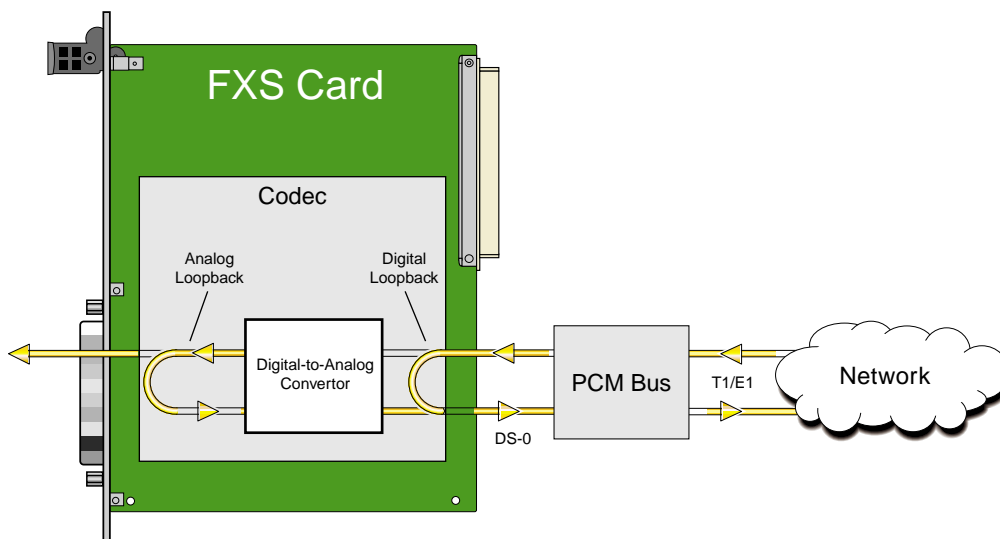 FXS Card
Codec
Analog
Loopback
Digital
Loopback
Digital-to-Analog
Convertor
PCM Bus
DS-0
T1/E1
Network